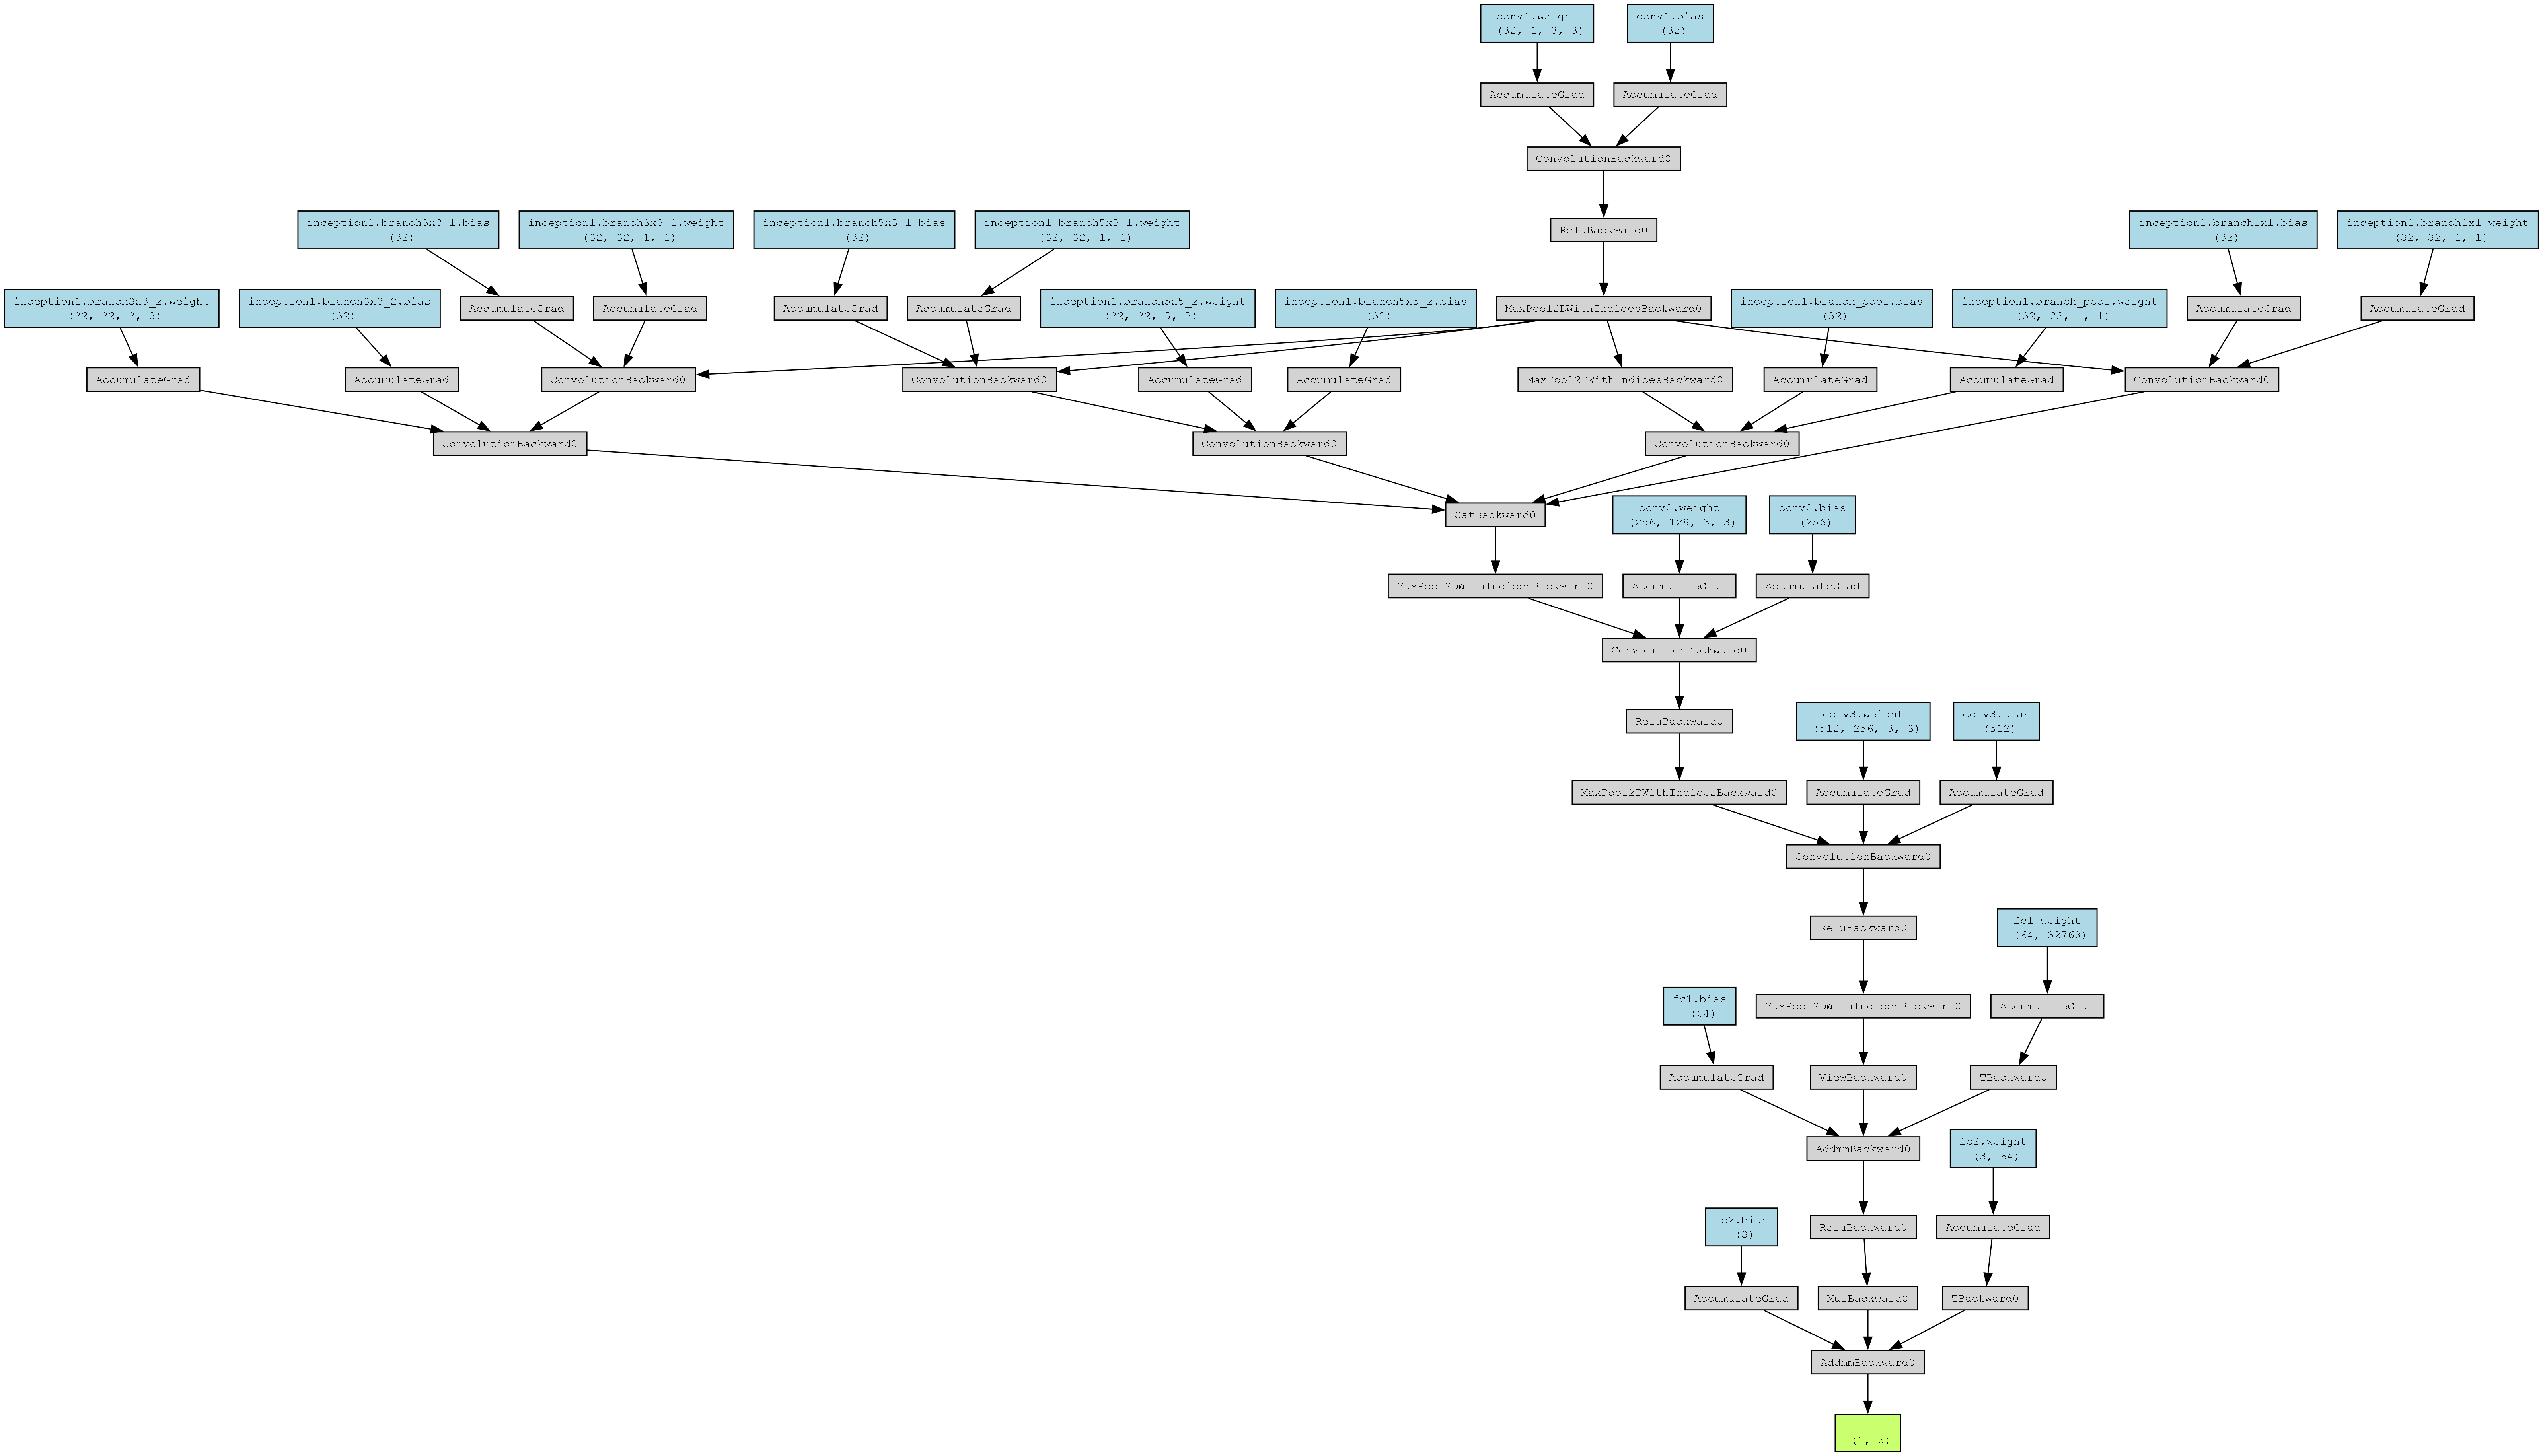 conv1.weight
(32, 1, 3, 3)
conv1.bias
(32)
AccumulateGrad
AccumulateGrad
ConvolutionBackward0
inception1.branch3x3_1.bias
(32)
inception1.branch3x3_1.weight
(32, 32, 1, 1)
inception1.branch5x5_1.bias
(32)
inception1.branch5x5_1.weight
(32, 32, 1, 1)
ReluBackward0
inception1.branch1x1.bias
(32)
inception1.branch1x1.weight
(32, 32, 1, 1)
inception1.branch3x3_2.weight
(32, 32, 3, 3)
inception1.branch3x3_2.bias
(32)
AccumulateGrad
AccumulateGrad
AccumulateGrad
AccumulateGrad
inception1.branch5x5_2.weight
(32, 32, 5, 5)
inception1.branch5x5_2.bias
(32)
MaxPool2DWithIndicesBackward0
inception1.branch_pool.bias
(32)
inception1.branch_pool.weight
(32, 32, 1, 1)
AccumulateGrad
AccumulateGrad
AccumulateGrad
AccumulateGrad
ConvolutionBackward0
ConvolutionBackward0
AccumulateGrad
AccumulateGrad
MaxPool2DWithIndicesBackward0
AccumulateGrad
AccumulateGrad
ConvolutionBackward0
ConvolutionBackward0
ConvolutionBackward0
ConvolutionBackward0
CatBackward0
conv2.weight
(256, 128, 3, 3)
conv2.bias
(256)
MaxPool2DWithIndicesBackward0
AccumulateGrad
AccumulateGrad
ConvolutionBackward0
ReluBackward0
conv3.weight
(512, 256, 3, 3)
conv3.bias
(512)
MaxPool2DWithIndicesBackward0
AccumulateGrad
AccumulateGrad
ConvolutionBackward0
ReluBackward0
fc1.weight
(64, 32768)
fc1.bias
(64)
MaxPool2DWithIndicesBackward0
AccumulateGrad
AccumulateGrad
ViewBackward0
TBackward0
AddmmBackward0
fc2.weight
(3, 64)
fc2.bias
(3)
ReluBackward0
AccumulateGrad
AccumulateGrad
MulBackward0
TBackward0
AddmmBackward0
(1, 3)